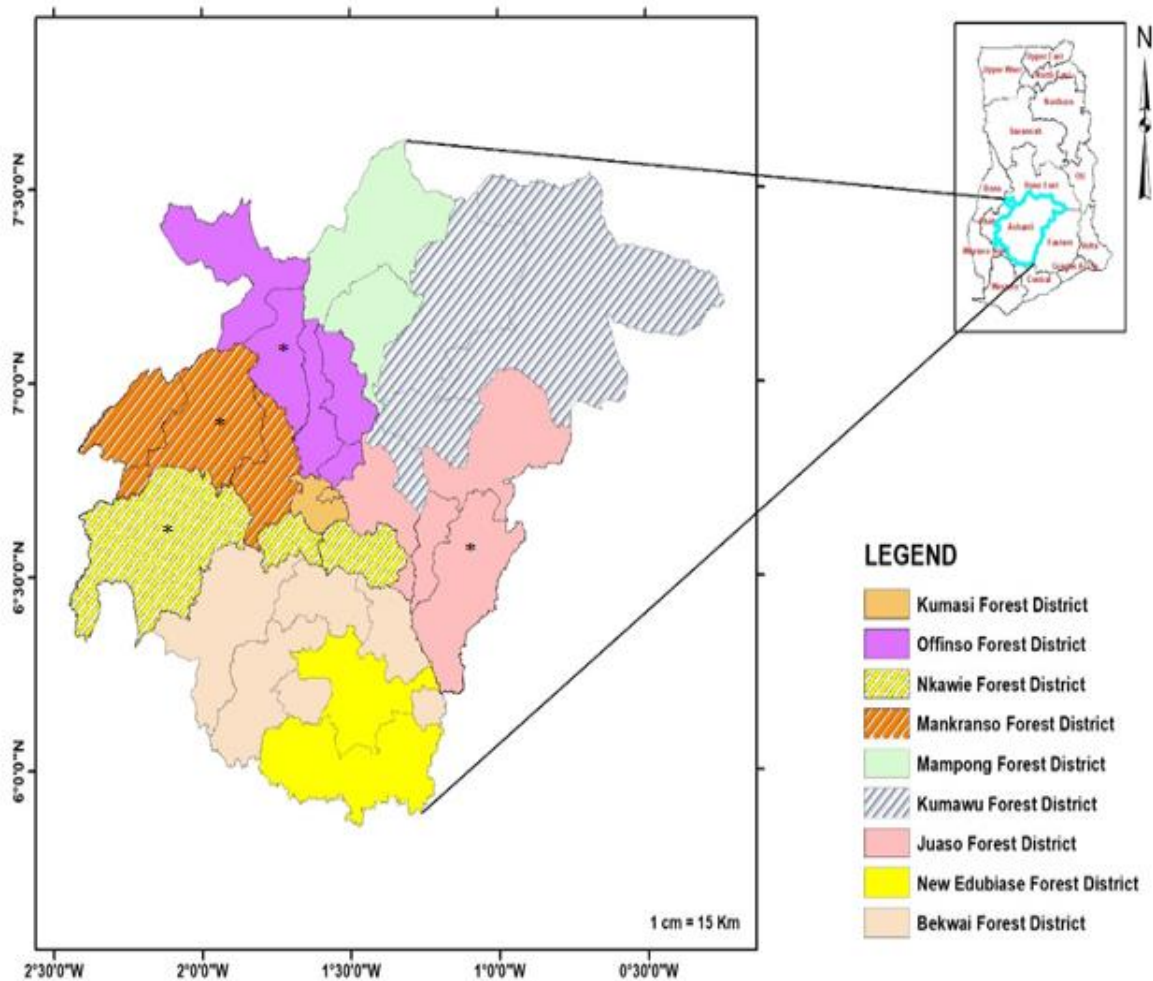 N
Upper East
Upper West
North East
Northern
Savannah
Oti
Bono
Bono East
Ashanti
Eastern
Volta
Central
Western
7°30'0"N
7°0'0"N
6°30'0"N
6°0'0"N
*
*
*
*
LEGEND
Kumasi Forest District
Offinso Forest District
Nkawie Forest District
Mankranso Forest District
Mampong Forest District
Kumawu Forest District
Juaso Forest District
New Edubiase Forest District
Bekwai Forest District
1 cm = 15 Km
2°30'0"W
2°0'0"W
1°30'0"W
1°0'0"W
0°30'0"W